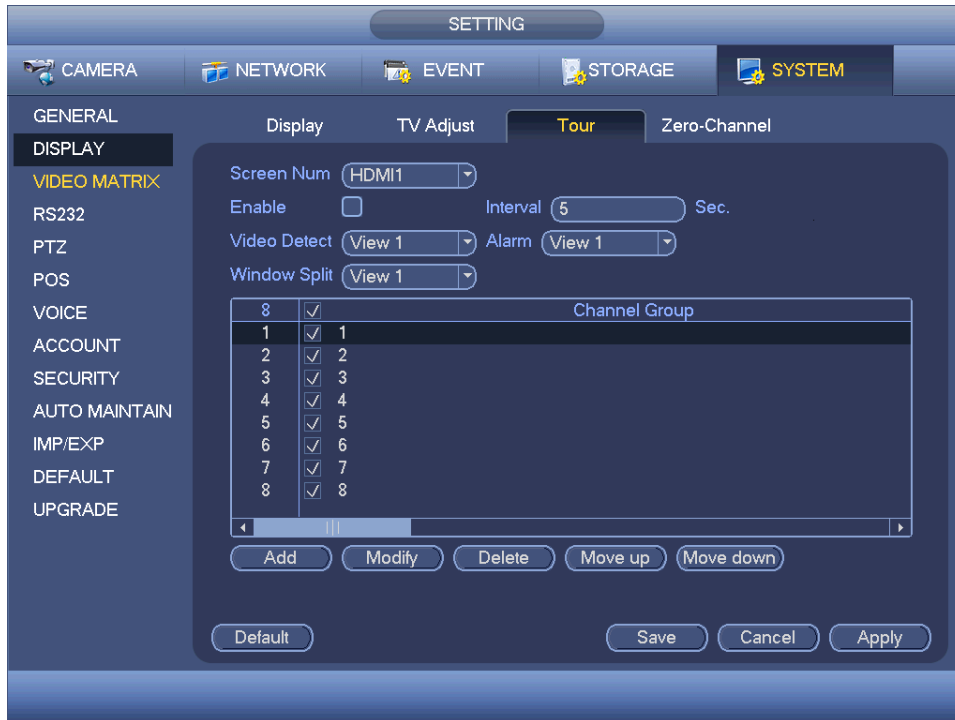 SETTING
CAMERA NETWORK EVENT STORAGE SYSTEM
GENERAL
DISPLAY
VIDEO MATRIX
RS232
PTZ
POS
VOICE
ACCOUNT
SECURITY
AUTO MAINTAIN
IMP/EXP
DEFAULT
UPGRADE
Display TV Adjust Tour Zero-Channel
Screen Num HDMI1
Enable Interval 5 Sec.
Video Detect View 1 Alarm View 1
Window Split View 1
8 Channel Group
1 1
2 2
3 3
4 4
5 5
6 6
7 7
8 8
Add Modify Delete Move up Move down
Default Save Cancel Apply